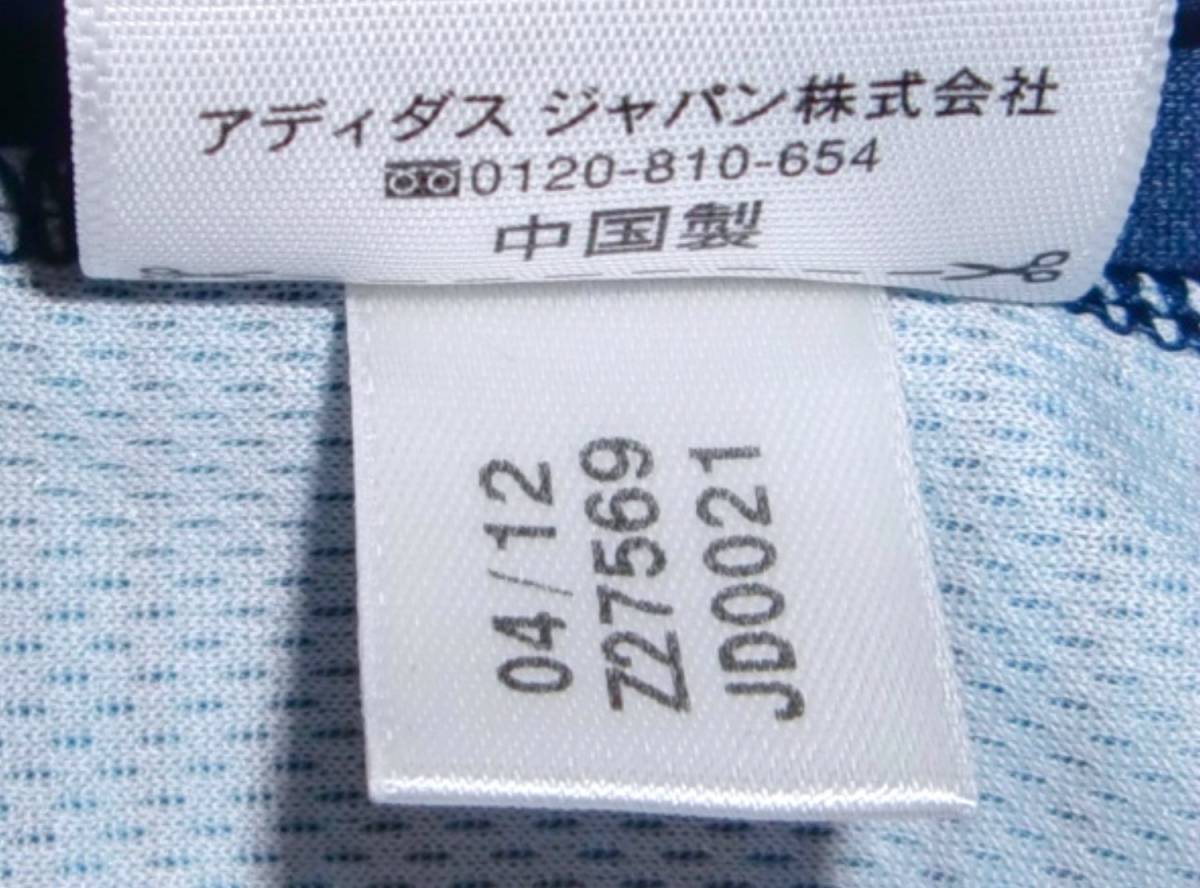 アディダス ジャパン株式会社
0120-810-654
中国製
04/12
Z27569
JD0021